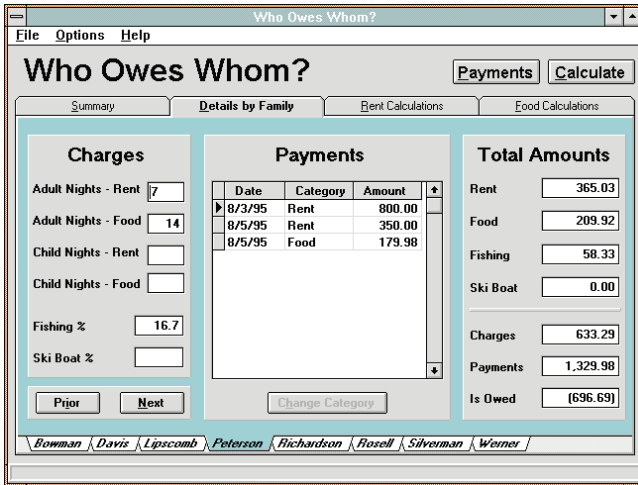 Who Owes Whom?
File Options Help
Who Owes Whom?
Payments Calculate
Summary Details by Family Rent Calculations Food Calculations
Charges
Adult Nights - Rent 7
Adult Nights - Food 14
Child Nights - Rent
Child Nights - Food
Fishing % 16.7
Ski Boat %
Prior Next
Payments
Date Category Amount
8/3/95 Rent 800.00
8/5/95 Rent 350.00
8/5/95 Food 179.98
Change Category
Total Amounts
Rent 365.03
Food 209.92
Fishing 58.33
Ski Boat 0.00
Charges 633.29
Payments 1,329.98
Is Owed (696.69)
Bowman Davis Lipscomb Peterson Richardson Rosell Silverman Werner